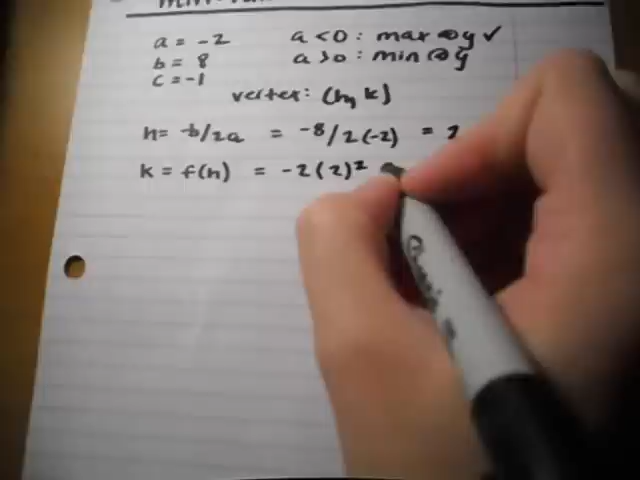 a = -2 a < 0 : max @ y ✓
b = 8 a > 0 : min @ y
c = -1
vertex: (h, k)
h = -b/2a = -8/2(-2) = 2
k = f(h) = -2(2)²